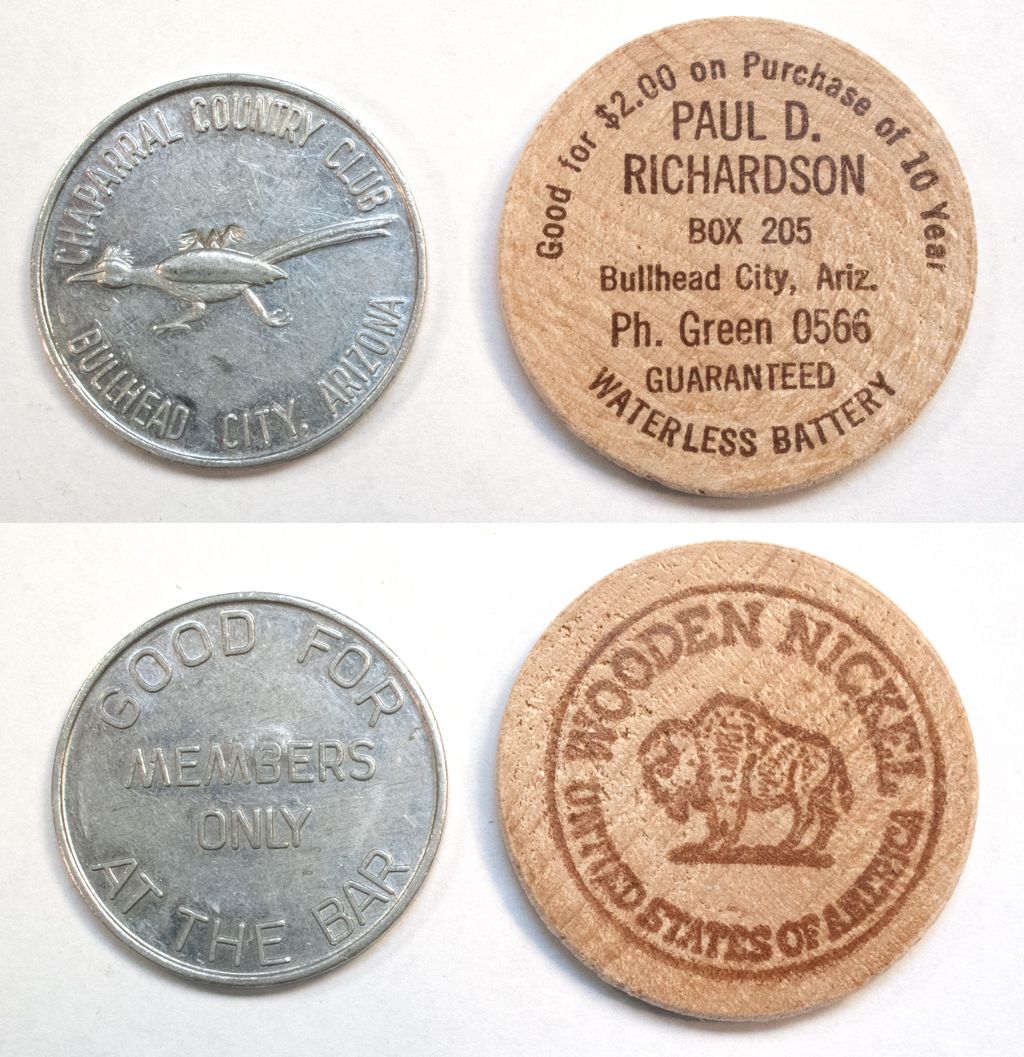 CHAPARRAL COUNTRY CLUB
BULLHEAD CITY, ARIZONA
Good for $2.00 on Purchase of 10 Year
PAUL D.
RICHARDSON
BOX 205
Bullhead City, Ariz.
Ph. Green 0566
GUARANTEED
WATERLESS BATTERY
GOOD FOR
MEMBERS
ONLY
AT THE BAR
WOODEN NICKEL
UNITED STATES OF AMERICA